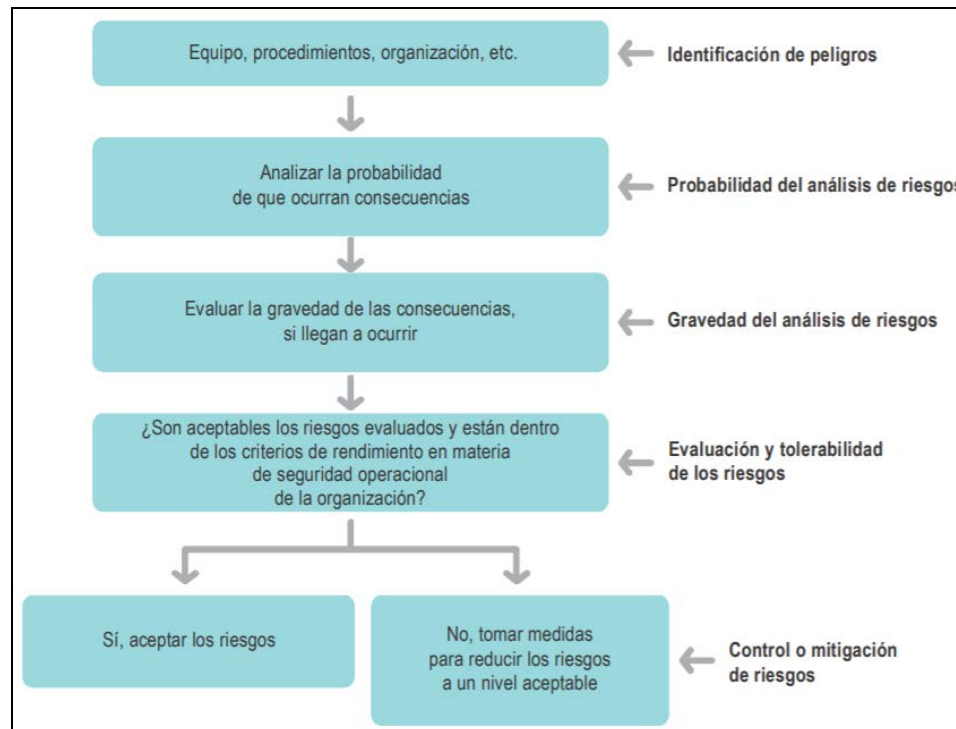 Equipo, procedimientos, organización, etc.
Identificación de peligros
Analizar la probabilidad
de que ocurran consecuencias
Probabilidad del análisis de riesgos
Evaluar la gravedad de las consecuencias,
si llegan a ocurrir
Gravedad del análisis de riesgos
¿Son aceptables los riesgos evaluados y están dentro
de los criterios de rendimiento en materia
de seguridad operacional
de la organización?
Evaluación y tolerabilidad
de los riesgos
Sí, aceptar los riesgos
No, tomar medidas
para reducir los riesgos
a un nivel aceptable
Control o mitigación
de riesgos